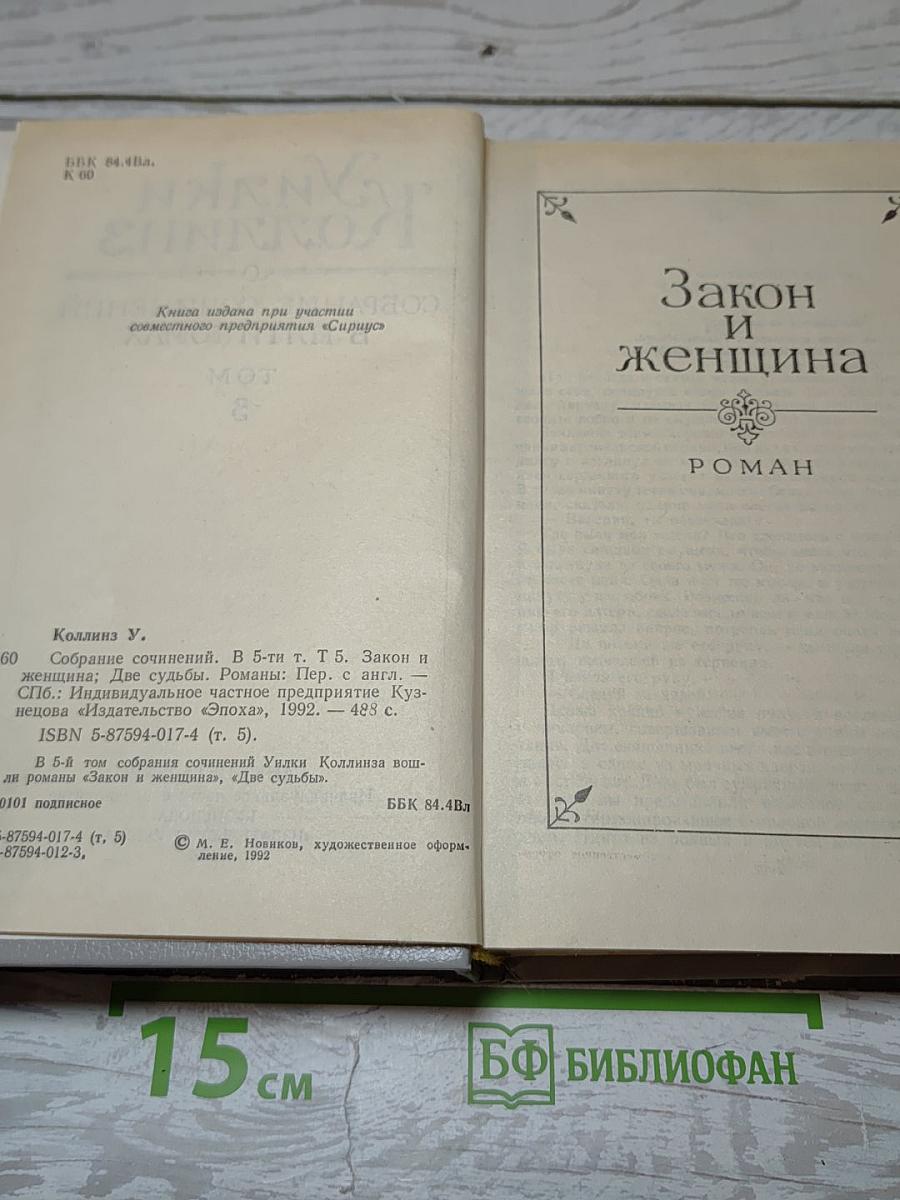 ББК 84.4Вл.
К 60
Книга издана при участии
совместного предприятия «Сириус»
Коллинз У.
60 Собрание сочинений. В 5-ти т. Т 5. Закон и
женщина; Две судьбы. Романы: Пер. с англ. —
СПб.: Индивидуальное частное предприятие Куз-
нецова «Издательство «Эпоха», 1992. — 488 с.
ISBN 5-87594-017-4 (т. 5).
В 5-й том собрания сочинений Уилки Коллинза вош-
ли романы «Закон и женщина», «Две судьбы».
0101 подписное ББК 84.4Вл
5-87594-017-4 (т. 5)
-87594-012-3,
© М. Е. Новиков, художественное оформ-
ление, 1992
Закон
и
женщина
РОМАН
15 см
БФ БИБЛИОФАН